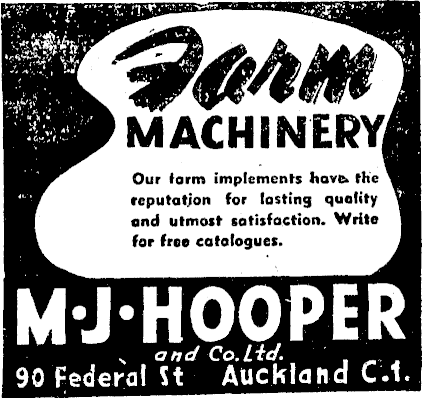 Farm
MACHINERY
Our farm implements have the
reputation for lasting quality
and utmost satisfaction. Write
for free catalogues.
M·J·HOOPER
and Co. Ltd.
90 Federal St Auckland C.1.